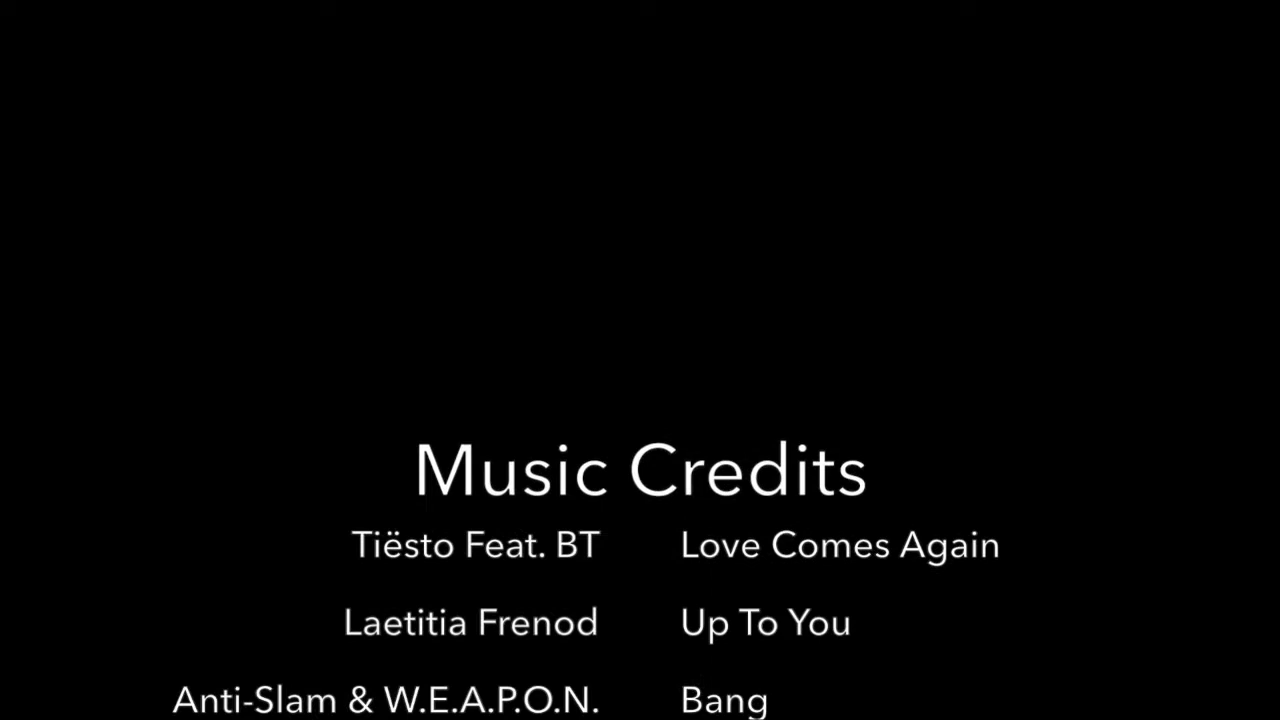 Music Credits
Tiësto Feat. BT Love Comes Again
Laetitia Frenod Up To You
Anti-Slam & W.E.A.P.O.N. Bang